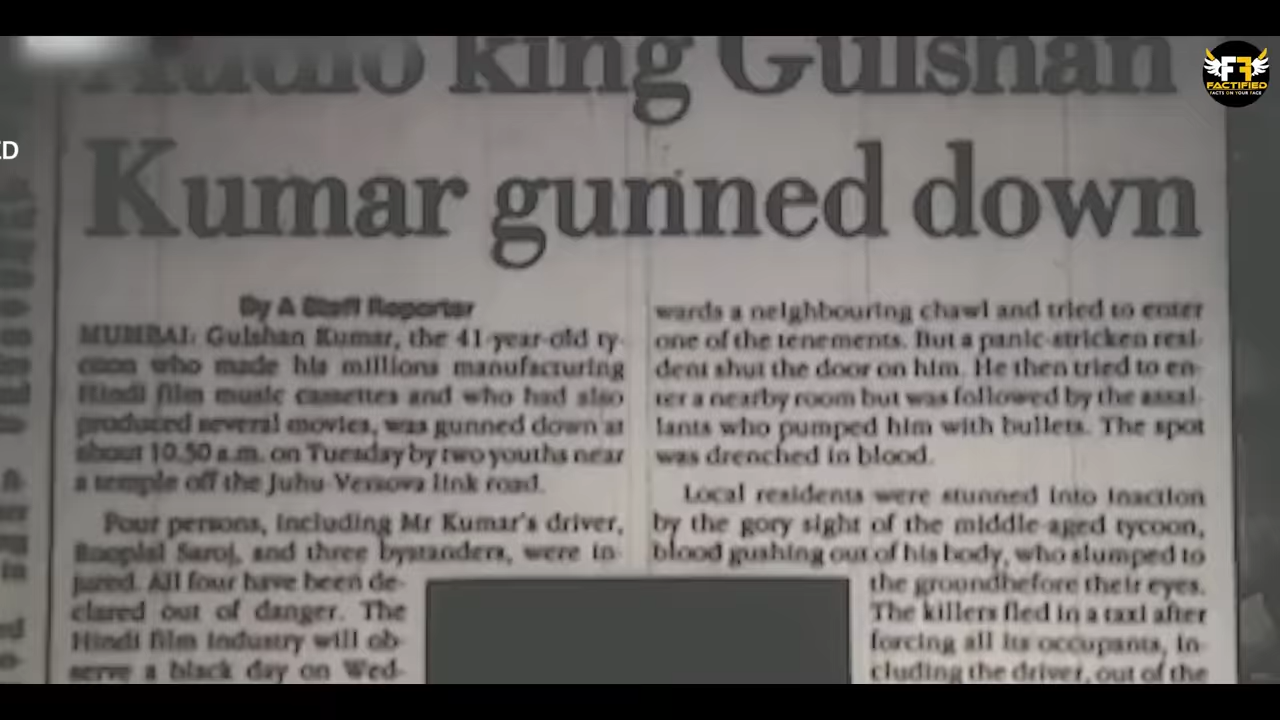 Audio king Gulshan
Kumar gunned down
By A Staff Reporter
MUMBAI: Gulshan Kumar, the 41-year-old ty-
coon who made his millions manufacturing
Hindi film music cassettes and who had also
produced several movies, was gunned down at
about 10.50 a.m. on Tuesday by two youths near
a temple off the Juhu-Versova link road.
Four persons, including Mr Kumar's driver,
Rooplal Saroj, and three bystanders, were in-
jured. All four have been de-
clared out of danger. The
Hindi film industry will ob-
serve a black day on Wed-
wards a neighbouring chawl and tried to enter
one of the tenements. But a panic-stricken resi-
dent shut the door on him. He then tried to en-
ter a nearby room but was followed by the assai-
lants who pumped him with bullets. The spot
was drenched in blood.
Local residents were stunned into inaction
by the gory sight of the middle-aged tycoon,
blood gushing out of his body, who slumped to
the groundbefore their eyes.
The killers fled in a taxi after
forcing all its occupants, in-
cluding the driver, out of the
FF
FACTIFIED
FACTS ON YOUR FACE
ED